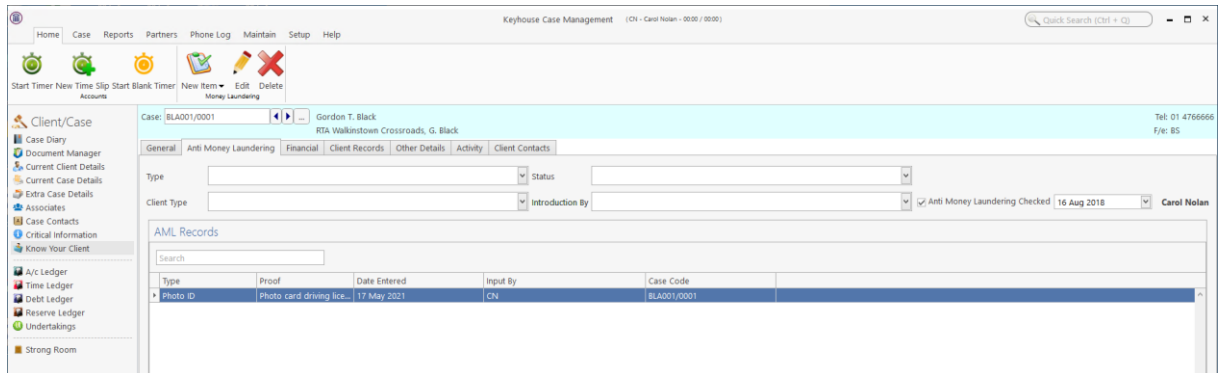 Keyhouse Case Management (CN - Carol Nolan - 00:00 / 00:00)
Quick Search (Ctrl + Q)
Home Case Reports Partners Phone Log Maintain Setup Help
Start Timer New Time Slip Start Blank Timer New Item Edit Delete
Accounts Money Laundering
Client/Case
Case Diary
Document Manager
Current Client Details
Current Case Details
Extra Case Details
Associates
Case Contacts
Critical Information
Know Your Client
A/c Ledger
Time Ledger
Debt Ledger
Reserve Ledger
Undertakings
Strong Room
Case: BLA001/0001 ... Gordon T. Black Tel: 01 4766666
RTA Walkinstown Crossroads, G. Black F/e: BS
General Anti Money Laundering Financial Client Records Other Details Activity Client Contacts
Type Status
Client Type Introduction By Anti Money Laundering Checked 16 Aug 2018 Carol Nolan
AML Records
Search
Type Proof Date Entered Input By Case Code
Photo ID Photo card driving lice... 17 May 2021 CN BLA001/0001